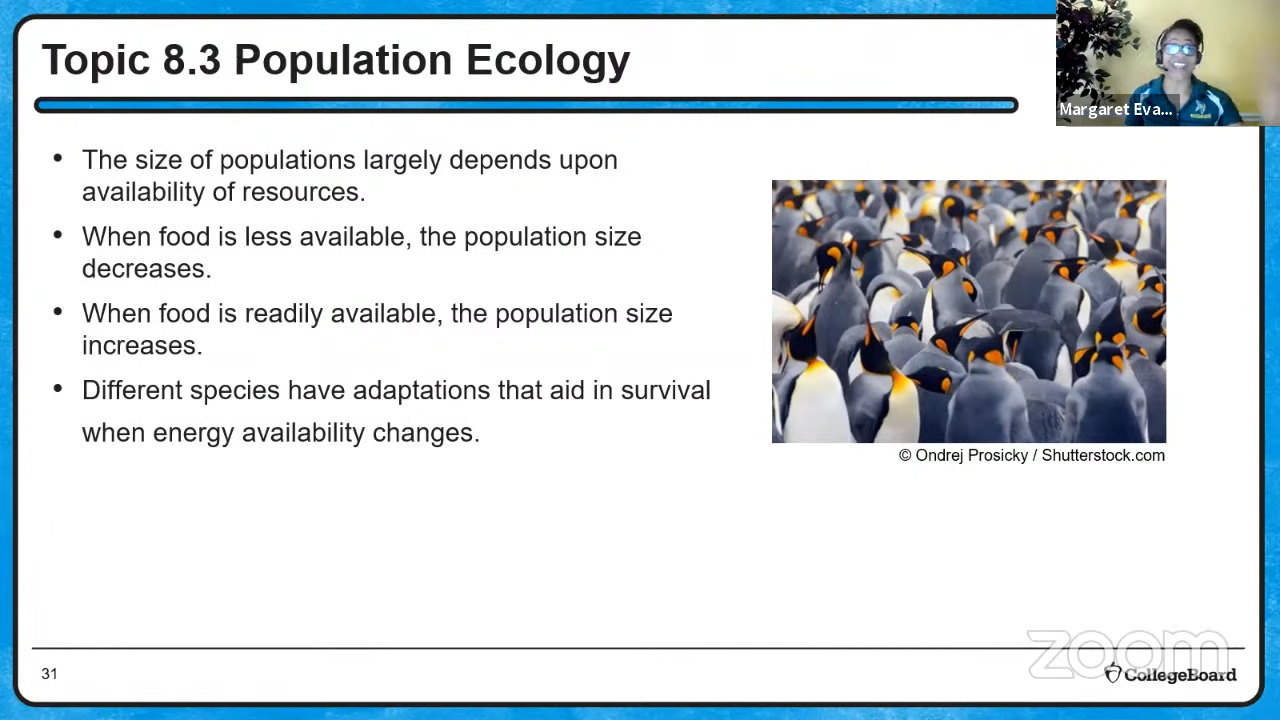 Topic 8.3 Population Ecology
Margaret Eva...
• The size of populations largely depends upon
availability of resources.
• When food is less available, the population size
decreases.
• When food is readily available, the population size
increases.
• Different species have adaptations that aid in survival
when energy availability changes.
© Ondrej Prosicky / Shutterstock.com
zoom
31
CollegeBoard